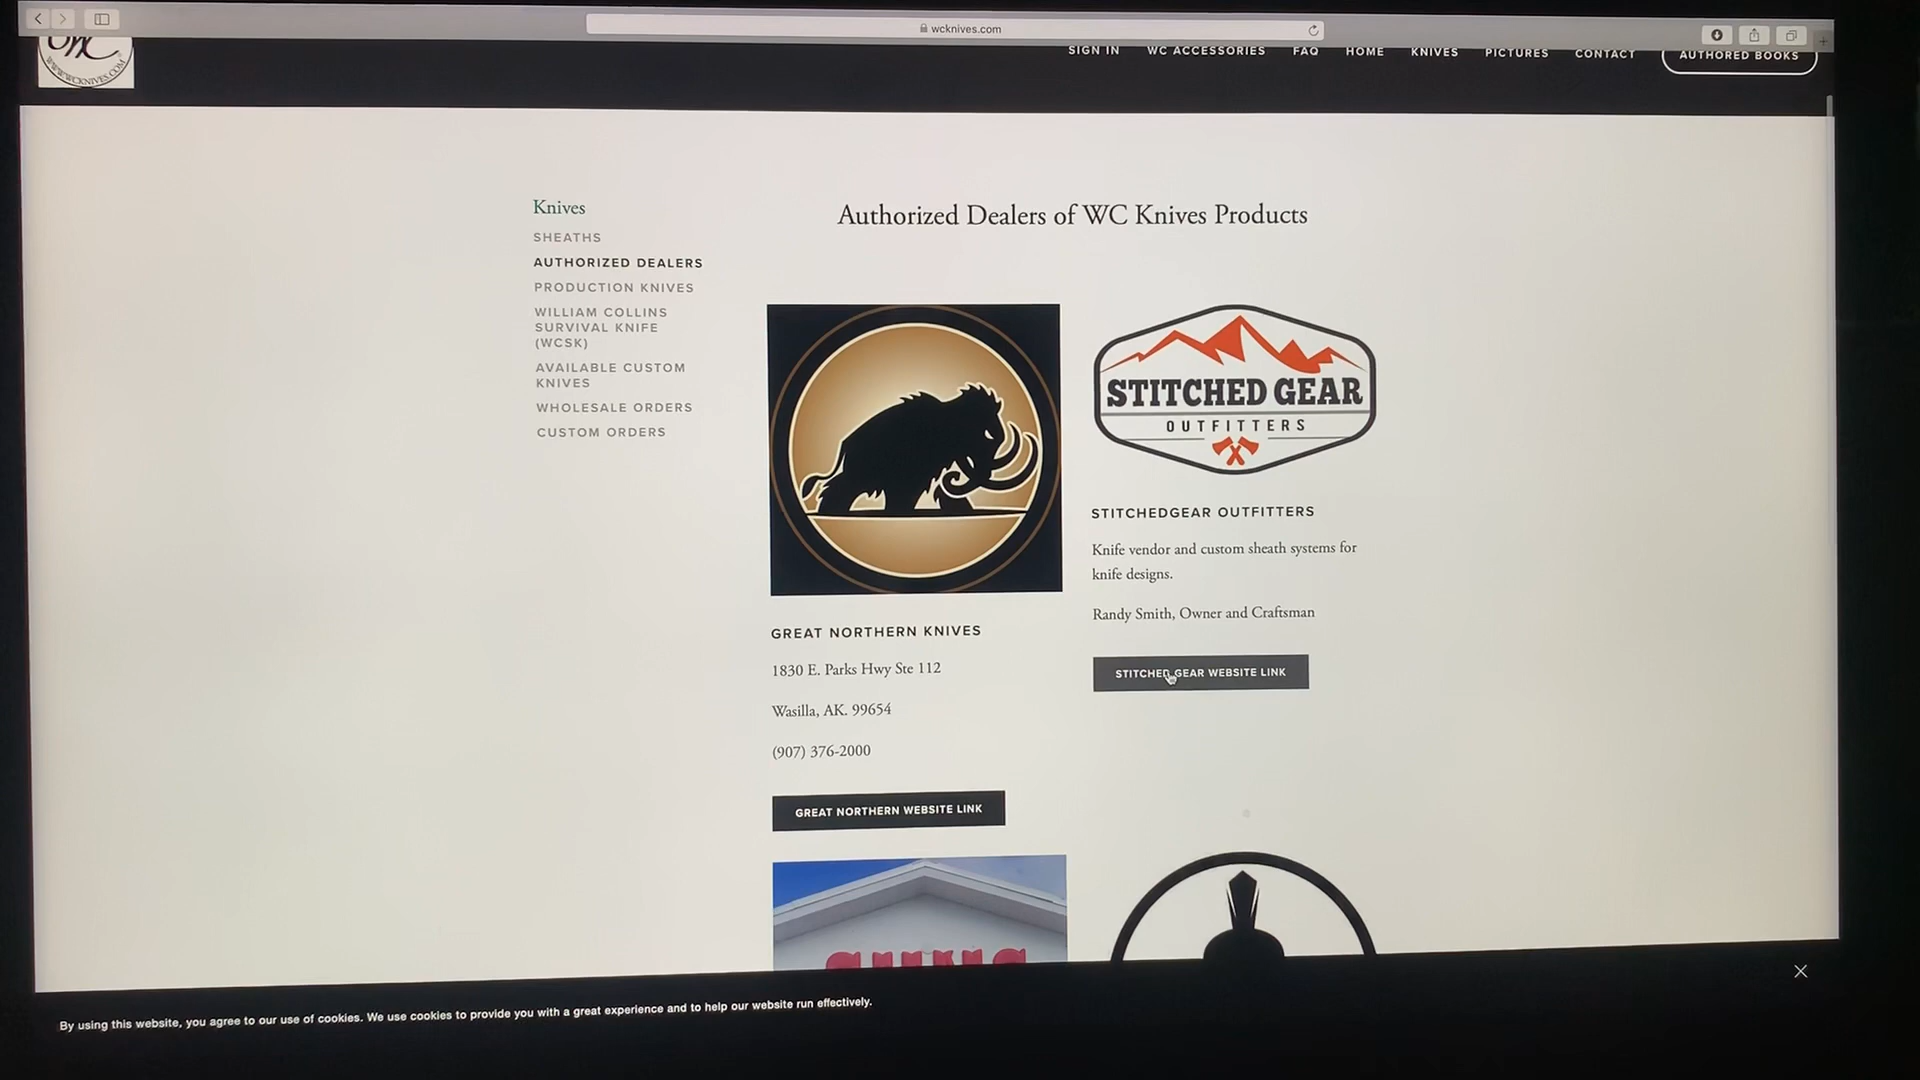 wcknives.com
WWW.WCKNIVES.COM
SIGN IN
WC ACCESSORIES
FAQ
HOME
KNIVES
PICTURES
CONTACT
AUTHORED BOOKS
Knives
SHEATHS
AUTHORIZED DEALERS
PRODUCTION KNIVES
WILLIAM COLLINS
SURVIVAL KNIFE
(WCSK)
AVAILABLE CUSTOM
KNIVES
WHOLESALE ORDERS
CUSTOM ORDERS
Authorized Dealers of WC Knives Products
GREAT NORTHERN KNIVES
1830 E. Parks Hwy Ste 112
Wasilla, AK. 99654
(907) 376-2000
GREAT NORTHERN WEBSITE LINK
STITCHED GEAR
OUTFITTERS
STITCHEDGEAR OUTFITTERS
Knife vendor and custom sheath systems for
knife designs.
Randy Smith, Owner and Craftsman
STITCHED GEAR WEBSITE LINK
By using this website, you agree to our use of cookies. We use cookies to provide you with a great experience and to help our website run effectively.